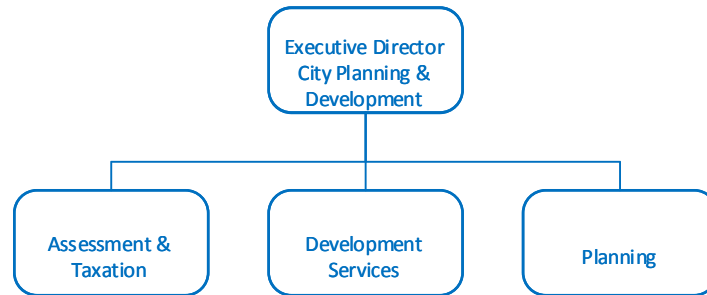 Executive Director
City Planning &
Development
Assessment &
Taxation
Development
Services
Planning